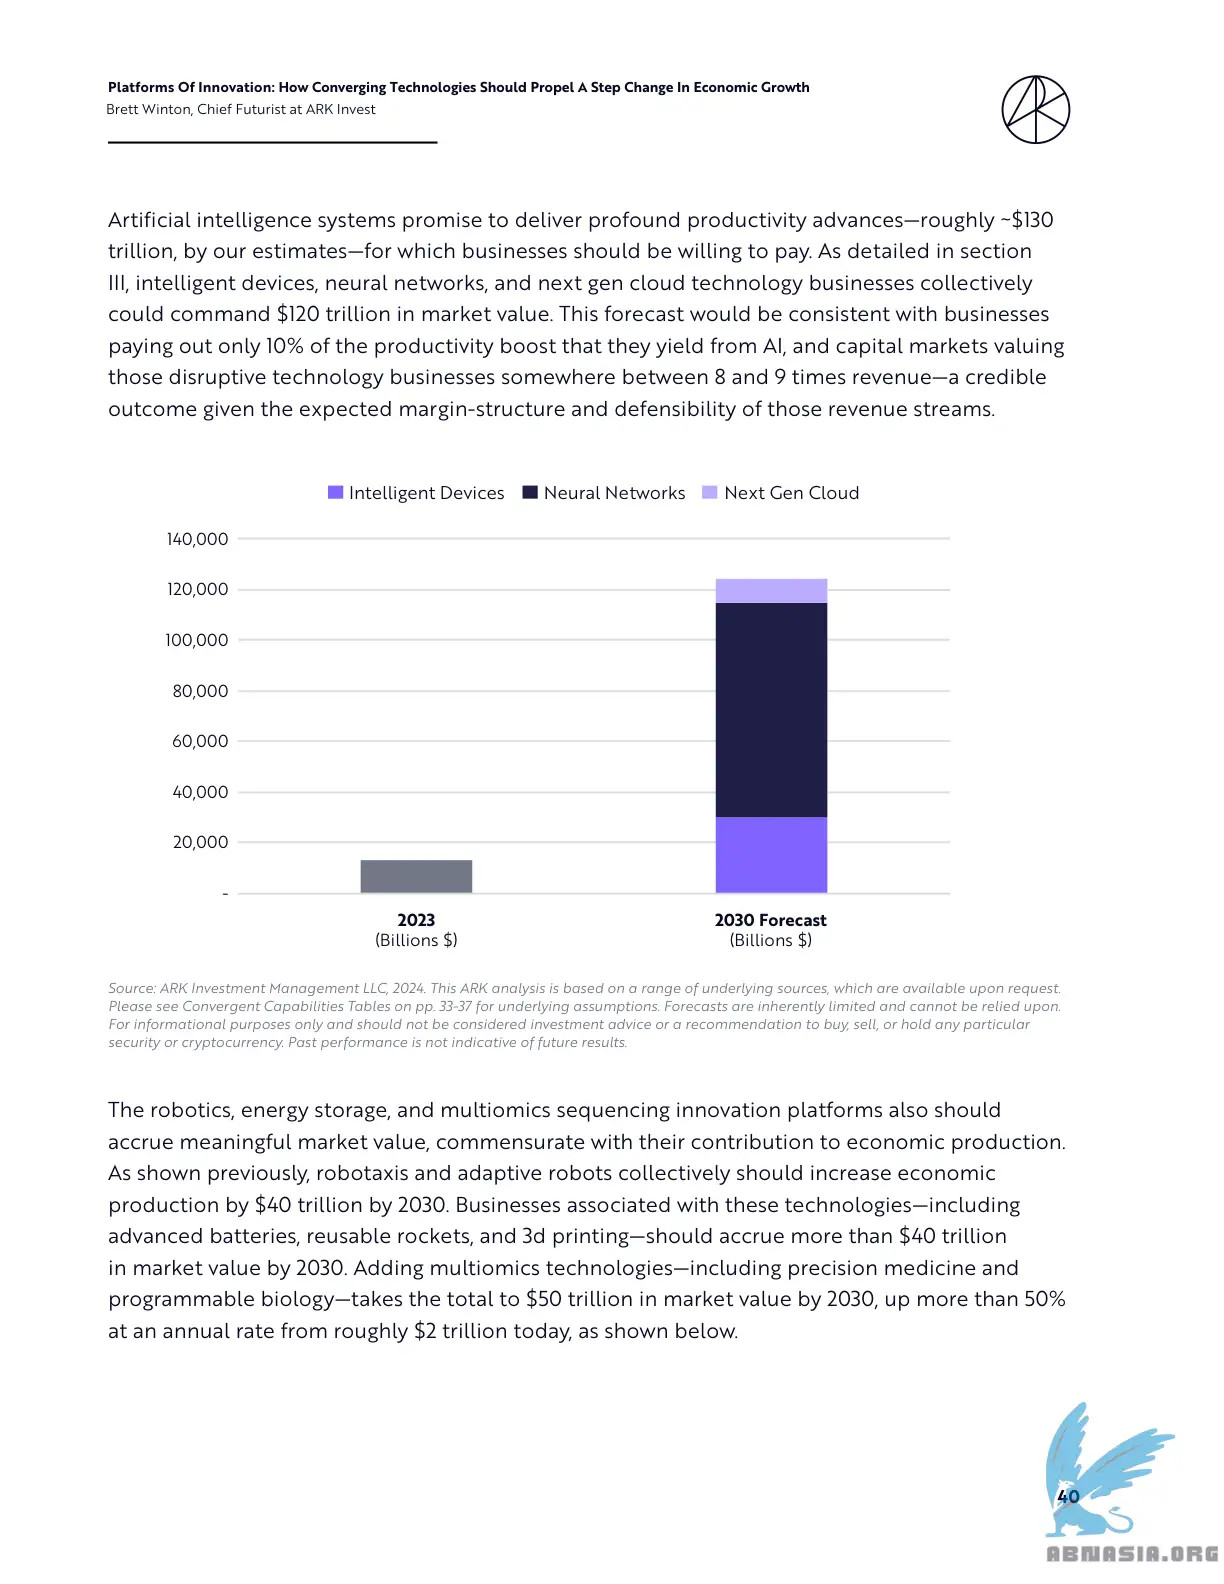 Platforms Of Innovation: How Converging Technologies Should Propel A Step Change In Economic Growth
Brett Winton, Chief Futurist at ARK Invest
Artificial intelligence systems promise to deliver profound productivity advances—roughly ~$130
trillion, by our estimates—for which businesses should be willing to pay. As detailed in section
III, intelligent devices, neural networks, and next gen cloud technology businesses collectively
could command $120 trillion in market value. This forecast would be consistent with businesses
paying out only 10% of the productivity boost that they yield from AI, and capital markets valuing
those disruptive technology businesses somewhere between 8 and 9 times revenue—a credible
outcome given the expected margin-structure and defensibility of those revenue streams.
Intelligent Devices Neural Networks Next Gen Cloud
140,000
120,000
100,000
80,000
60,000
40,000
20,000
-
2023 2030 Forecast
(Billions $) (Billions $)
Source: ARK Investment Management LLC, 2024. This ARK analysis is based on a range of underlying sources, which are available upon request.
Please see Convergent Capabilities Tables on pp. 33-37 for underlying assumptions. Forecasts are inherently limited and cannot be relied upon.
For informational purposes only and should not be considered investment advice or a recommendation to buy, sell, or hold any particular
security or cryptocurrency. Past performance is not indicative of future results.
The robotics, energy storage, and multiomics sequencing innovation platforms also should
accrue meaningful market value, commensurate with their contribution to economic production.
As shown previously, robotaxis and adaptive robots collectively should increase economic
production by $40 trillion by 2030. Businesses associated with these technologies—including
advanced batteries, reusable rockets, and 3d printing—should accrue more than $40 trillion
in market value by 2030. Adding multiomics technologies—including precision medicine and
programmable biology—takes the total to $50 trillion in market value by 2030, up more than 50%
at an annual rate from roughly $2 trillion today, as shown below.
40
ABNASIA.ORG